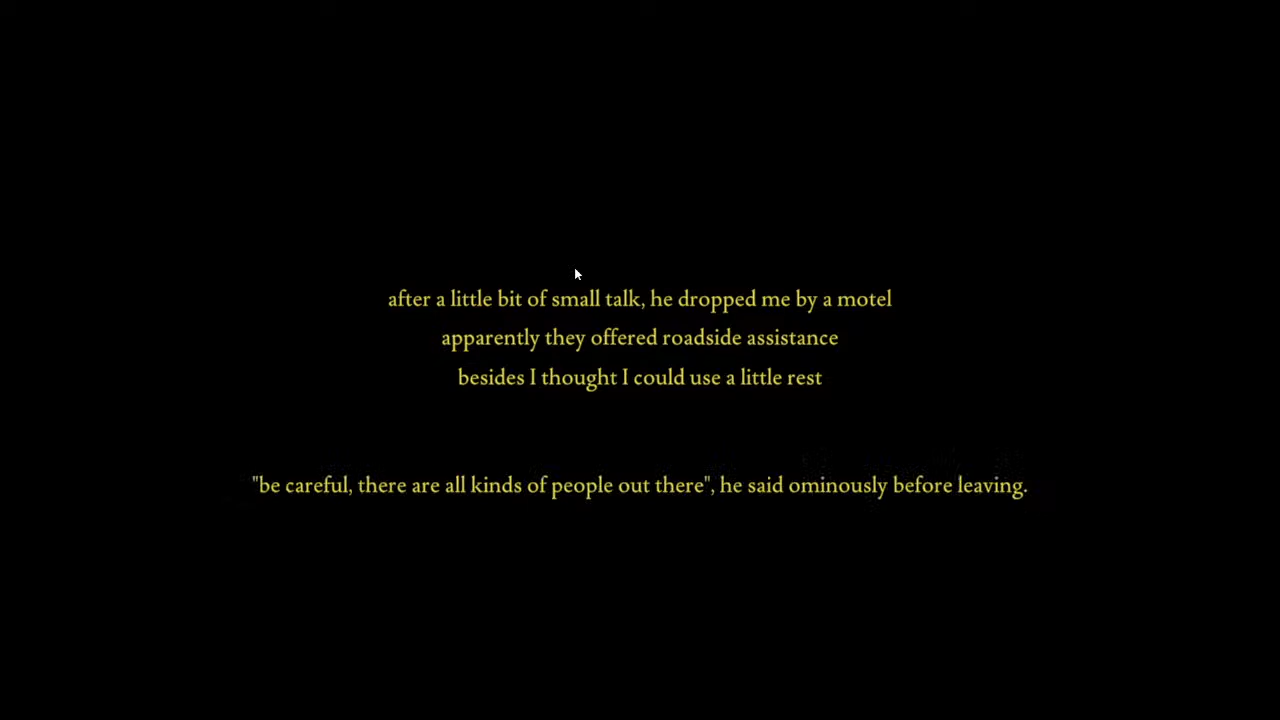 after a little bit of small talk, he dropped me by a motel
apparently they offered roadside assistance
besides I thought I could use a little rest
"be careful, there are all kinds of people out there", he said ominously before leaving.